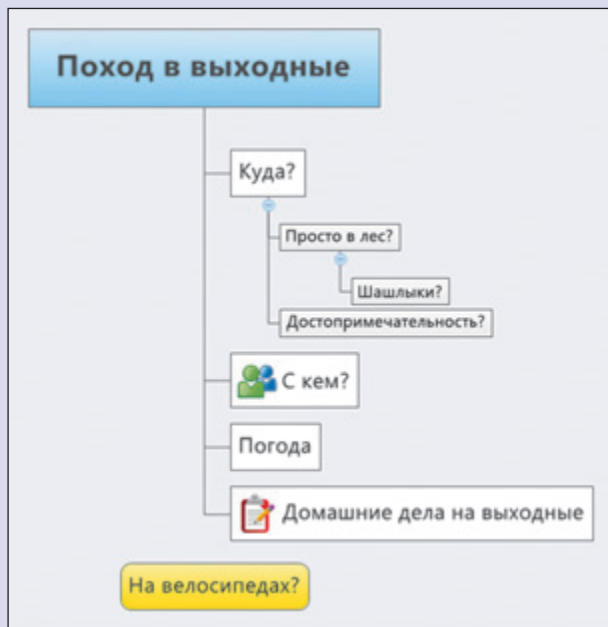 Поход в выходные
Куда?
Просто в лес?
Шашлыки?
Достопримечательность?
С кем?
Погода
Домашние дела на выходные
На велосипедах?